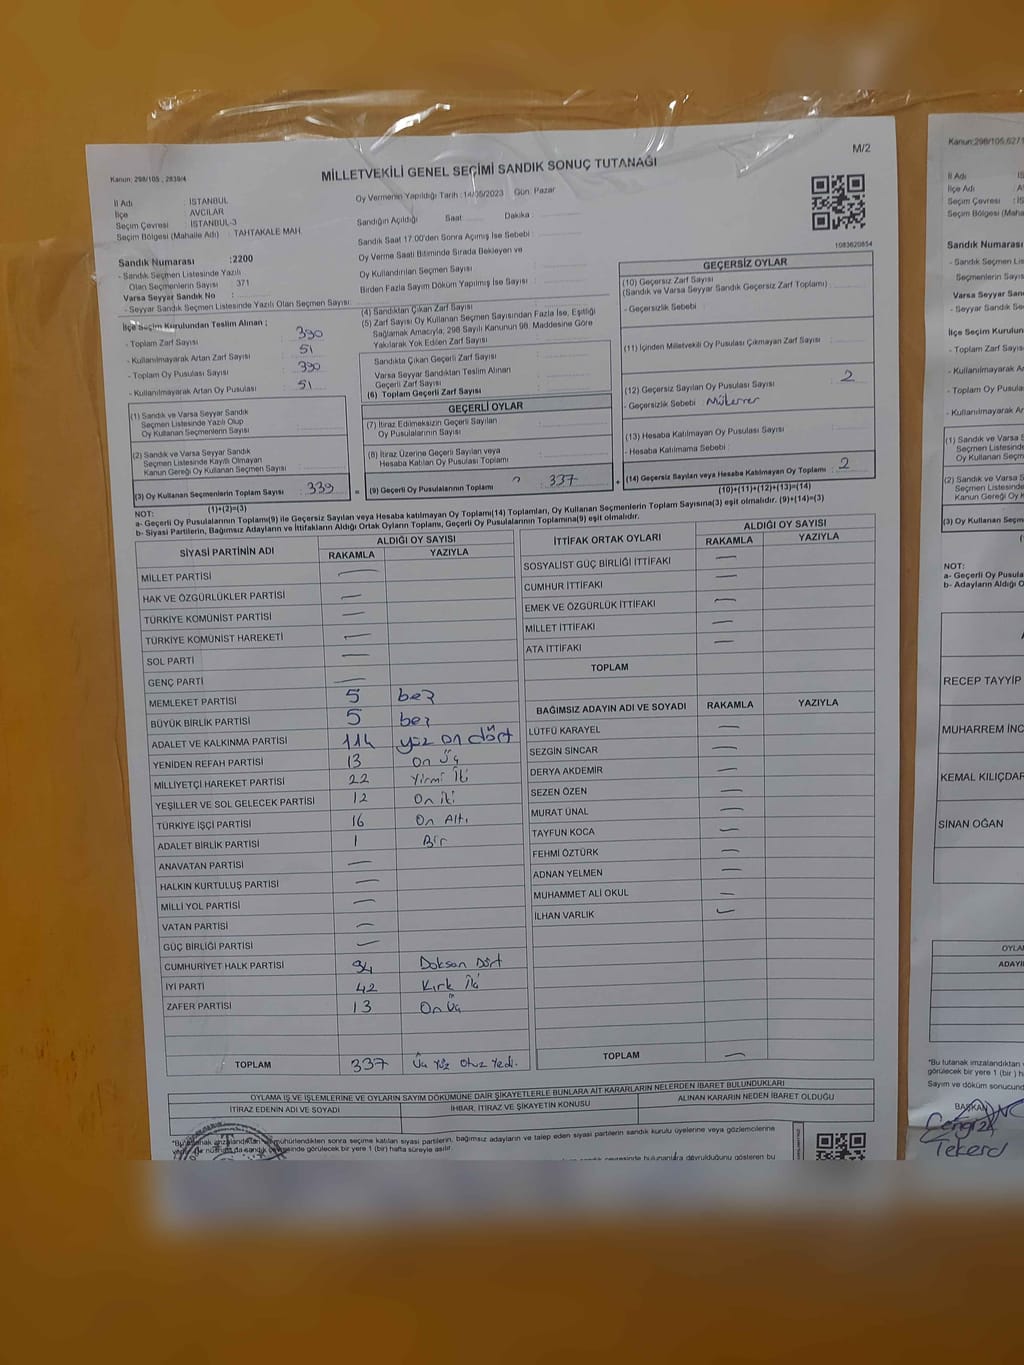 M/2
MİLLETVEKİLİ GENEL SEÇİMİ SANDIK SONUÇ TUTANAĞI
Kanun: 298/105 , 2839/4
İl Adı : İSTANBUL
İlçe : AVCILAR
Seçim Çevresi : İSTANBUL-3
Seçim Bölgesi (Mahalle Adı) : TAHTAKALE MAH.
Sandık Numarası : 2200
- Sandık Seçmen Listesinde Yazılı
Olan Seçmenlerin Sayısı : 371
Varsa Seyyar Sandık No :
- Seyyar Sandık Seçmen Listesinde Yazılı Olan Seçmen Sayısı:
İlçe Seçim Kurulundan Teslim Alınan ;
- Toplam Zarf Sayısı : 390
- Kullanılmayarak Artan Zarf Sayısı : 51
- Toplam Oy Pusulası Sayısı : 390
- Kullanılmayarak Artan Oy Pusulası : 51
Oy Vermenin Yapıldığı Tarih : 14/05/2023 Gün: Pazar
Sandığın Açıldığı Saat Dakika :
Sandık Saat 17.00'den Sonra Açılmış İse Sebebi :
Oy Verme Saati Bitiminde Sırada Bekleyen ve
Oy Kullandırılan Seçmen Sayısı
Birden Fazla Sayım Döküm Yapılmış İse Sayısı :
(4) Sandıktan Çıkan Zarf Sayısı
(5) Zarf Sayısı Oy Kullanan Seçmen Sayısından Fazla İse, Eşitliği
Sağlamak Amacıyla; 298 Sayılı Kanunun 98. Maddesine Göre
Yakılarak Yok Edilen Zarf Sayısı
Sandıkta Çıkan Geçerli Zarf Sayısı
Varsa Seyyar Sandıktan Teslim Alınan
Geçerli Zarf Sayısı
(6) Toplam Geçerli Zarf Sayısı
1083620854
GEÇERSİZ OYLAR
(10) Geçersiz Zarf Sayısı
(Sandık ve Varsa Seyyar Sandık Geçersiz Zarf Toplamı) :
- Geçersizlik Sebebi :
(11) İçinden Milletvekili Oy Pusulası Çıkmayan Zarf Sayısı
(12) Geçersiz Sayılan Oy Pusulası Sayısı : 2
- Geçersizlik Sebebi : Mükerrer
(13) Hesaba Katılmayan Oy Pusulası Sayısı
- Hesaba Katılmama Sebebi :
(14) Geçersiz Sayılan veya Hesaba Katılmayan Oy Toplamı : 2
(10)+(11)+(12)+(13)=(14)
(1) Sandık ve Varsa Seyyar Sandık
Seçmen Listesinde Yazılı Olup
Oy Kullanan Seçmenlerin Sayısı
(2) Sandık ve Varsa Seyyar Sandık
Seçmen Listesinde Kayıtlı Olmayan
Kanun Gereği Oy Kullanan Seçmen Sayısı
(3) Oy Kullanan Seçmenlerin Toplam Sayısı : 339
(1)+(2)=(3)
GEÇERLİ OYLAR
(7) İtiraz Edilmeksizin Geçerli Sayılan
Oy Pusulalarının Sayısı
(8) İtiraz Üzerine Geçerli Sayılan veya
Hesaba Katılan Oy Pusulası Toplamı
(9) Geçerli Oy Pusulalarının Toplamı : 337
NOT:
a- Geçerli Oy Pusulalarının Toplamı(9) ile Geçersiz Sayılan veya Hesaba katılmayan Oy Toplamı(14) Toplamları, Oy Kullanan Seçmenlerin Toplam Sayısına(3) eşit olmalıdır. (9)+(14)=(3)
b- Siyasi Partilerin, Bağımsız Adayların ve İttifakların Aldığı Ortak Oyların Toplamı, Geçerli Oy Pusulalarının Toplamına(9) eşit olmalıdır.
SİYASİ PARTİNİN ADI ALDIĞI OY SAYISI
RAKAMLA YAZIYLA
MİLLET PARTİSİ —
HAK VE ÖZGÜRLÜKLER PARTİSİ —
TÜRKİYE KOMÜNİST PARTİSİ —
TÜRKİYE KOMÜNİST HAREKETİ —
SOL PARTİ —
GENÇ PARTİ —
MEMLEKET PARTİSİ 5 beş
BÜYÜK BİRLİK PARTİSİ 5 beş
ADALET VE KALKINMA PARTİSİ 114 yüz on dört
YENİDEN REFAH PARTİSİ 13 On üç
MİLLİYETÇİ HAREKET PARTİSİ 22 Yirmi İki
YEŞİLLER VE SOL GELECEK PARTİSİ 12 On iki
TÜRKİYE İŞÇİ PARTİSİ 16 On Altı
ADALET BİRLİK PARTİSİ 1 Bir
ANAVATAN PARTİSİ —
HALKIN KURTULUŞ PARTİSİ —
MİLLİ YOL PARTİSİ —
VATAN PARTİSİ —
GÜÇ BİRLİĞİ PARTİSİ —
CUMHURİYET HALK PARTİSİ 94 Doksan Dört
İYİ PARTİ 42 Kırk İki
ZAFER PARTİSİ 13 On üç
TOPLAM 337 Üç Yüz Otuz Yedi.
İTTİFAK ORTAK OYLARI ALDIĞI OY SAYISI
RAKAMLA YAZIYLA
SOSYALİST GÜÇ BİRLİĞİ İTTİFAKI —
CUMHUR İTTİFAKI —
EMEK VE ÖZGÜRLÜK İTTİFAKI —
MİLLET İTTİFAKI —
ATA İTTİFAKI —
TOPLAM
BAĞIMSIZ ADAYIN ADI VE SOYADI RAKAMLA YAZIYLA
LÜTFÜ KARAYEL —
SEZGİN SİNCAR —
DERYA AKDEMİR —
SEZEN ÖZEN —
MURAT ÜNAL —
TAYFUN KOCA —
FEHMİ ÖZTÜRK —
ADNAN YELMEN —
MUHAMMET ALİ OKUL —
İLHAN VARLIK —
TOPLAM —
OYLAMA İŞ VE İŞLEMLERİNE VE OYLARIN SAYIM DÖKÜMÜNE DAİR ŞİKAYETLERLE BUNLARA AİT KARARLARIN NELERDEN İBARET BULUNDUKLARI
İTİRAZ EDENİN ADI VE SOYADI İHBAR, İTİRAZ VE ŞİKAYETİN KONUSU ALINAN KARARIN NEDEN İBARET OLDUĞU
mühürlendikten sonra seçime katılan siyasi partilerin, bağımsız adayların ve talep eden siyasi partilerin sandık kurulu üyelerine veya gözlemcilerine
görülecek bir yere 1 (bir) hafta süreyle asılır.
Kanun:298/105,627
İl Adı
İlçe Adı
Seçim Çevresi
Seçim Bölgesi (Mahall
Sandık Numarası
- Sandık Seçmen Lis
Seçmenlerin Sayısı
Varsa Seyyar San
- Seyyar Sandık
İlçe Seçim Kurul
- Toplam Zarf Sayıs
- Kullanılmayarak
- Toplam Oy Pusula
- Kullanılmayarak
(1) Sandık ve Varsa
Seçmen Listesin
Oy Kullanan Seçm
(2) Sandık ve Varsa
Seçmen Listesind
Kanun Gereği Oy
(3) Oy Kullanan Seçm
NOT:
a- Geçerli Oy Pusula
b- Adayların Aldığı O
RECEP TAYYİP
MUHARREM İNC
KEMAL KILIÇDAR
SİNAN OĞAN
OYLA
ADAYI
*Bu tutanak imzalandıktan
görülecek bir yere 1 (bir ) h
Sayım ve döküm sonucund
BAŞKAN
Cengiz
Tekerd